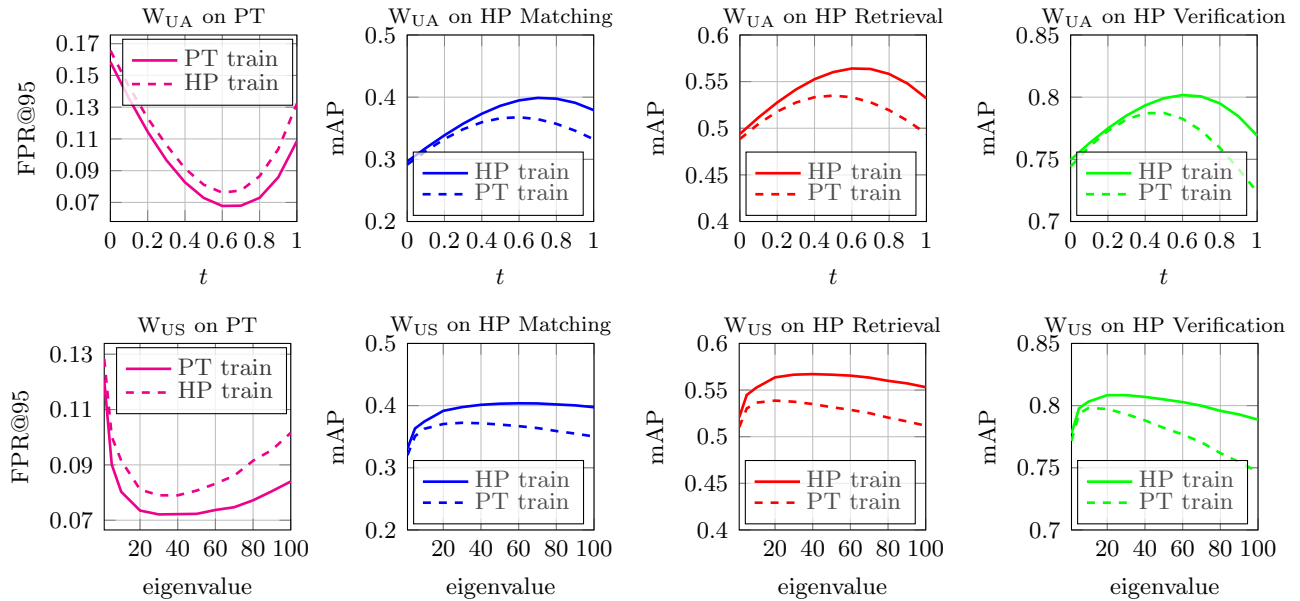 W_UA on PT
FPR@95
0.17
0.15
0.13
0.11
0.09
0.07
PT train
HP train
0 0.2 0.4 0.6 0.8 1
t
W_UA on HP Matching
mAP
0.5
0.4
0.3
0.2
HP train
PT train
0 0.2 0.4 0.6 0.8 1
t
W_UA on HP Retrieval
mAP
0.6
0.55
0.5
0.45
0.4
HP train
PT train
0 0.2 0.4 0.6 0.8 1
t
W_UA on HP Verification
mAP
0.85
0.8
0.75
0.7
HP train
PT train
0 0.2 0.4 0.6 0.8 1
t
W_US on PT
FPR@95
0.13
0.11
0.09
0.07
PT train
HP train
20 40 60 80 100
eigenvalue
W_US on HP Matching
mAP
0.5
0.4
0.3
0.2
HP train
PT train
20 40 60 80 100
eigenvalue
W_US on HP Retrieval
mAP
0.6
0.55
0.5
0.45
0.4
HP train
PT train
20 40 60 80 100
eigenvalue
W_US on HP Verification
mAP
0.85
0.8
0.75
0.7
HP train
PT train
20 40 60 80 100
eigenvalue